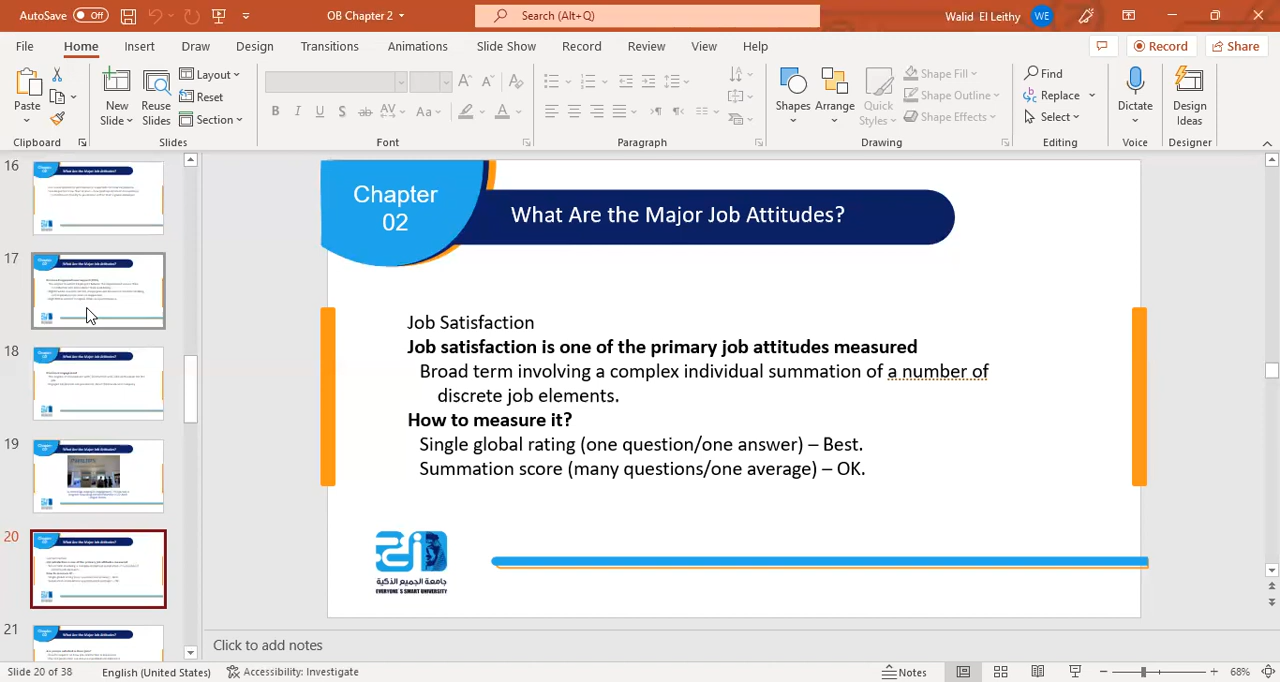 AutoSave Off OB Chapter 2 Search (Alt+Q) Walid El Leithy WE
File Home Insert Draw Design Transitions Animations Slide Show Record Review View Help Record Share
Paste New Slide Reuse Slides Layout Reset Section
B I U S ab AV Aa A
Shapes Arrange Quick Styles Shape Fill Shape Outline Shape Effects
Find Replace Select Dictate Design Ideas
Clipboard Slides Font Paragraph Drawing Editing Voice Designer
16
17
18
19
20
21
Chapter
02
What Are the Major Job Attitudes?
Job Satisfaction
Job satisfaction is one of the primary job attitudes measured
Broad term involving a complex individual summation of a number of
discrete job elements.
How to measure it?
Single global rating (one question/one answer) – Best.
Summation score (many questions/one average) – OK.
جامعة الجميع الذكية
EVERYONE'S SMART UNIVERSITY
Click to add notes
Slide 20 of 38 English (United States) Accessibility: Investigate Notes 68%